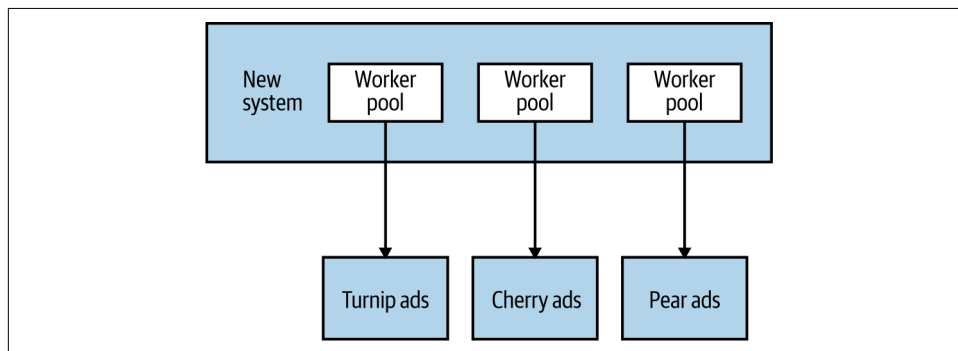 New
system
Worker
pool
Worker
pool
Worker
pool
Turnip ads
Cherry ads
Pear ads